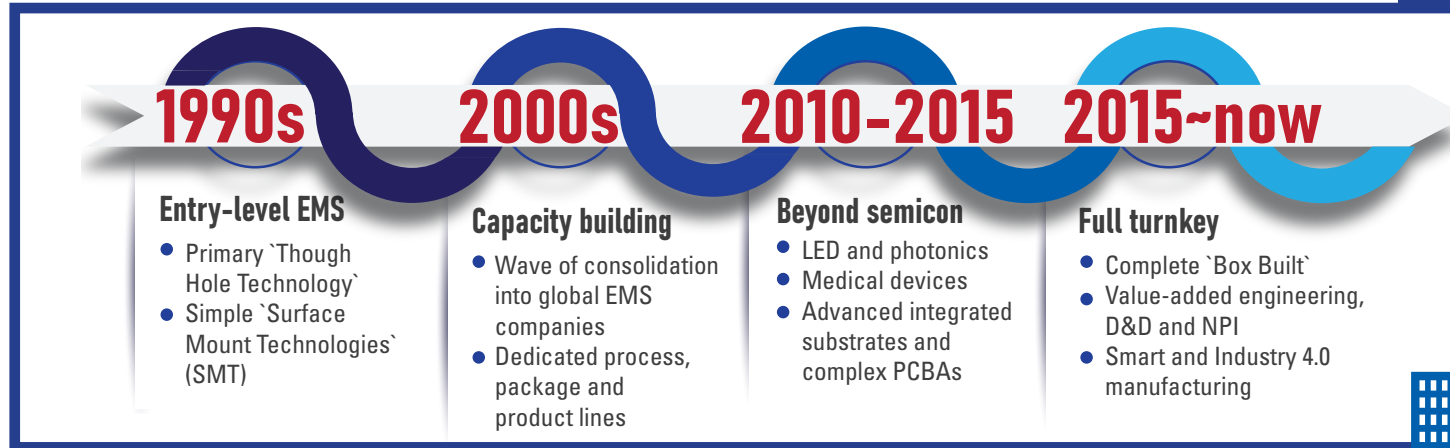 1990s
Entry-level EMS
• Primary `Though
Hole Technology`
• Simple `Surface
Mount Technologies`
(SMT)
2000s
Capacity building
• Wave of consolidation
into global EMS
companies
• Dedicated process,
package and
product lines
2010-2015
Beyond semicon
• LED and photonics
• Medical devices
• Advanced integrated
substrates and
complex PCBAs
2015~now
Full turnkey
• Complete `Box Built`
• Value-added engineering,
D&D and NPI
• Smart and Industry 4.0
manufacturing